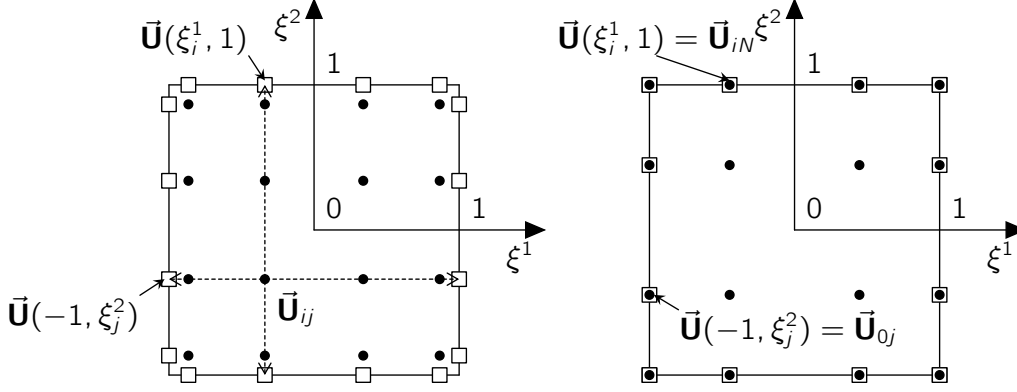 ξ²
U⃗(ξ¹ᵢ, 1)
1
0
1
ξ¹
U⃗(−1, ξ²ⱼ)
U⃗ᵢⱼ
U⃗(ξ¹ᵢ, 1) = U⃗ᵢN
ξ²
1
0
1
ξ¹
U⃗(−1, ξ²ⱼ) = U⃗₀ⱼ